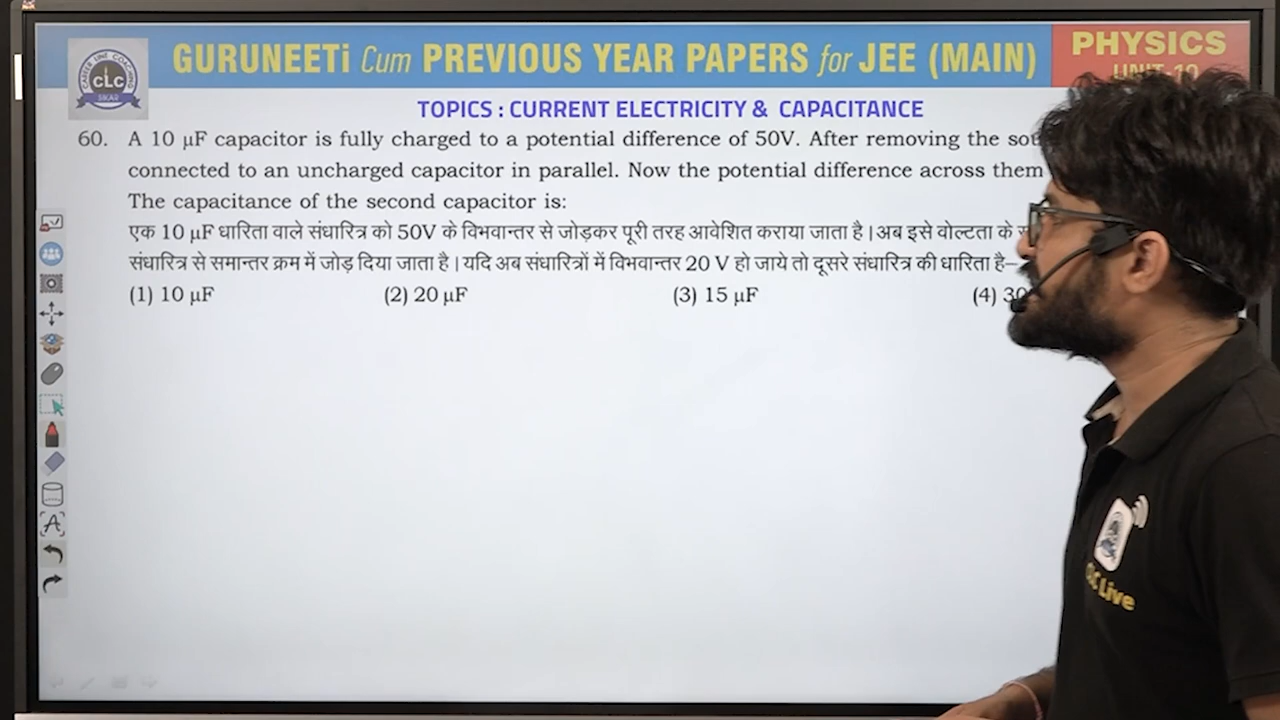 GURUNEETi Cum PREVIOUS YEAR PAPERS for JEE (MAIN)
PHYSICS
UNIT-10
CLC
SIKAR
TOPICS : CURRENT ELECTRICITY & CAPACITANCE
60. A 10 μF capacitor is fully charged to a potential difference of 50V. After removing the
connected to an uncharged capacitor in parallel. Now the potential difference across them
The capacitance of the second capacitor is:
एक 10 μF धारिता वाले संधारित्र को 50V के विभवान्तर से जोड़कर पूरी तरह आवेशित कराया जाता है। अब इसे वोल्टता के
संधारित्र से समान्तर क्रम में जोड़ दिया जाता है। यदि अब संधारित्रों में विभवान्तर 20 V हो जाये तो दूसरे संधारित्र की धारिता है–
(1) 10 μF (2) 20 μF (3) 15 μF (4) 30
Live